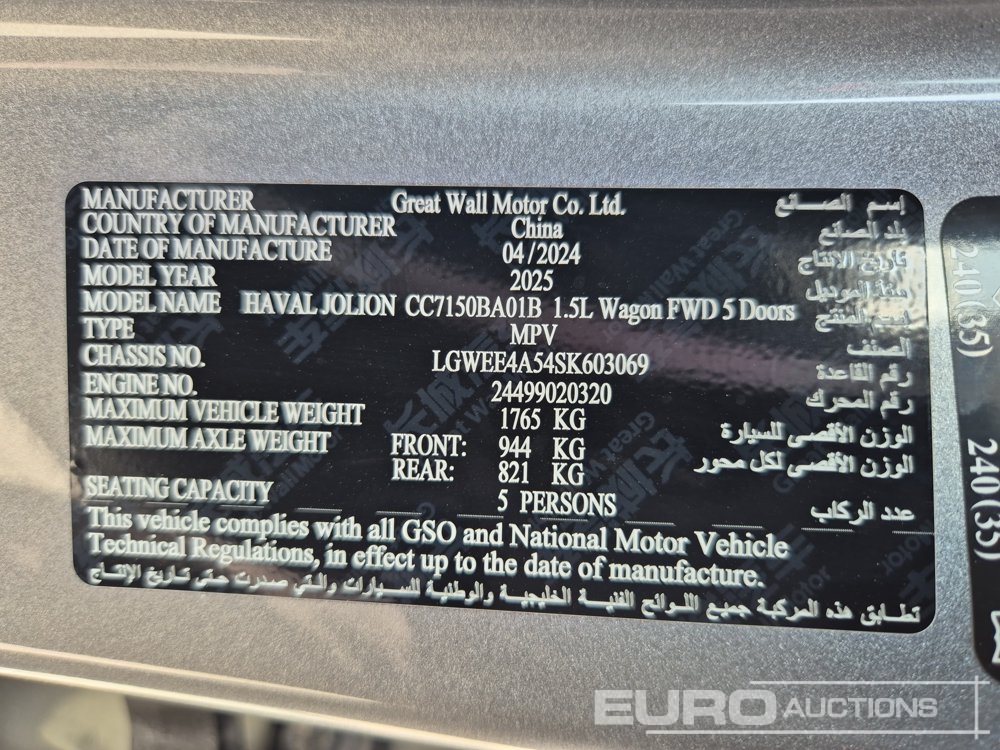 MANUFACTURER Great Wall Motor Co. Ltd. إسم الصانع
COUNTRY OF MANUFACTURER China بلد الصانع
DATE OF MANUFACTURE 04/2024 تاريخ الانتاج
MODEL YEAR 2025 سنة الموديل
MODEL NAME HAVAL JOLION CC7150BA01B 1.5L Wagon FWD 5 Doors إسم المنتج
TYPE MPV الصنف
CHASSIS NO. LGWEE4A54SK603069 رقم القاعدة
ENGINE NO. 24499020320 رقم المحرك
MAXIMUM VEHICLE WEIGHT 1765 KG الوزن الأقصى للسيارة
MAXIMUM AXLE WEIGHT FRONT: 944 KG الوزن الأقصى لكل محور
REAR: 821 KG
SEATING CAPACITY 5 PERSONS عدد الركاب
This vehicle complies with all GSO and National Motor Vehicle
Technical Regulations, in effect up to the date of manufacture.
تطابق هذه المركبة جميع اللوائح الفنية الخليجية والوطنية للسيارات والتي صدرت حتى تاريخ الإنتاج
240(35)
240(35)
EURO AUCTIONS